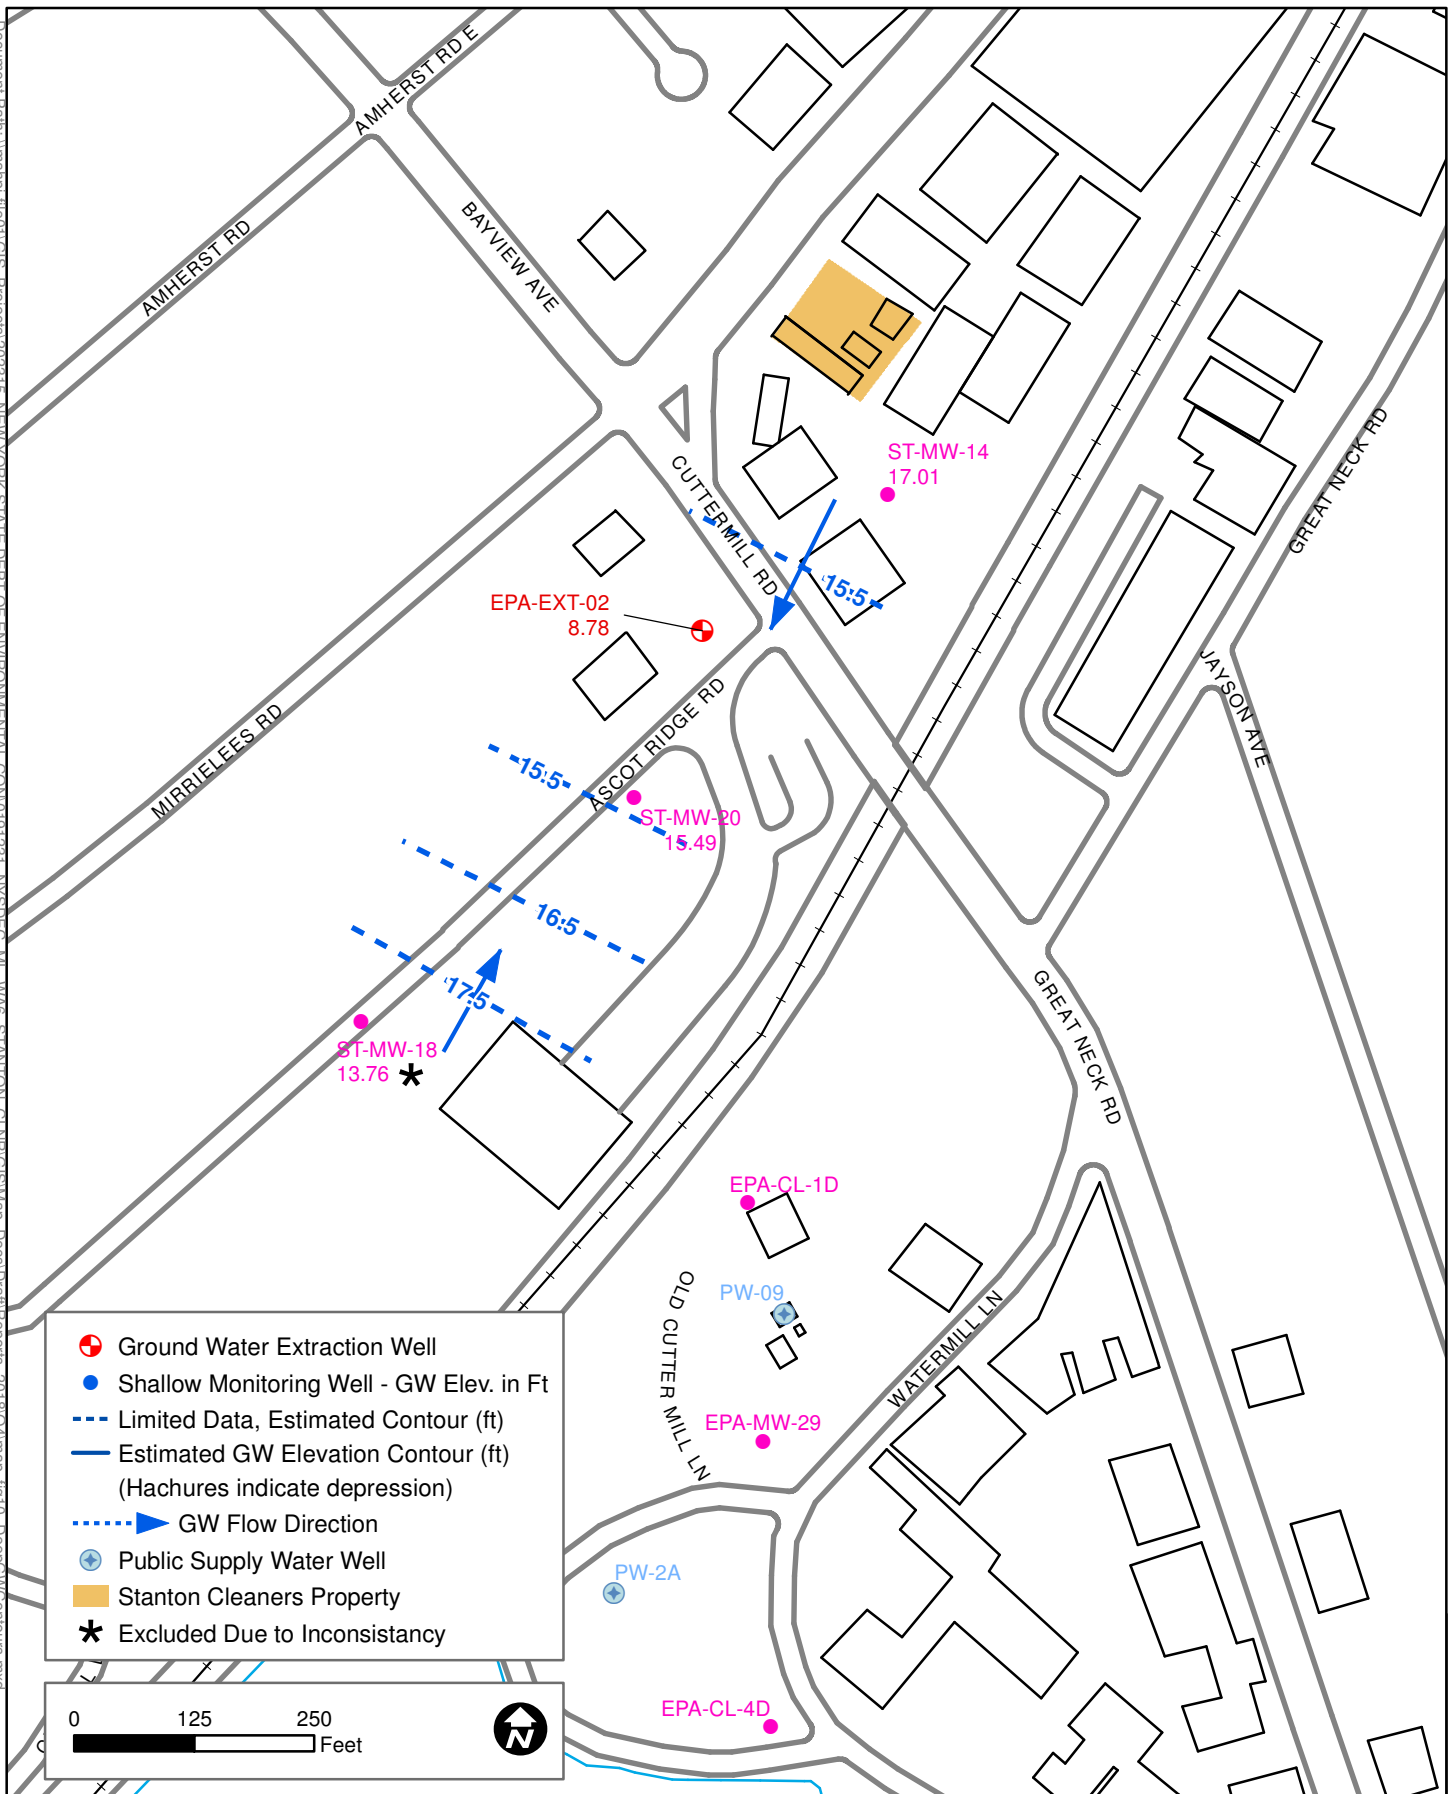 AMHERST RD E
AMHERST RD
BAYVIEW AVE
CUTTERMILL RD
ST-MW-14
17.01
GREAT NECK RD
15.5
EPA-EXT-02
8.78
JAYSON AVE
MIRRIELEES RD
ASCOT RIDGE RD
15.5
ST-MW-20
15.49
16.5
17.5
ST-MW-18
13.76
*
GREAT NECK RD
EPA-CL-1D
PW-09
OLD CUTTER MILL LN
WATERMILL LN
EPA-MW-29
PW-2A
EPA-CL-4D
Ground Water Extraction Well
Shallow Monitoring Well - GW Elev. in Ft
Limited Data, Estimated Contour (ft)
Estimated GW Elevation Contour (ft)
(Hachures indicate depression)
GW Flow Direction
Public Supply Water Well
Stanton Cleaners Property
* Excluded Due to Inconsistancy
0 125 250
Feet
N